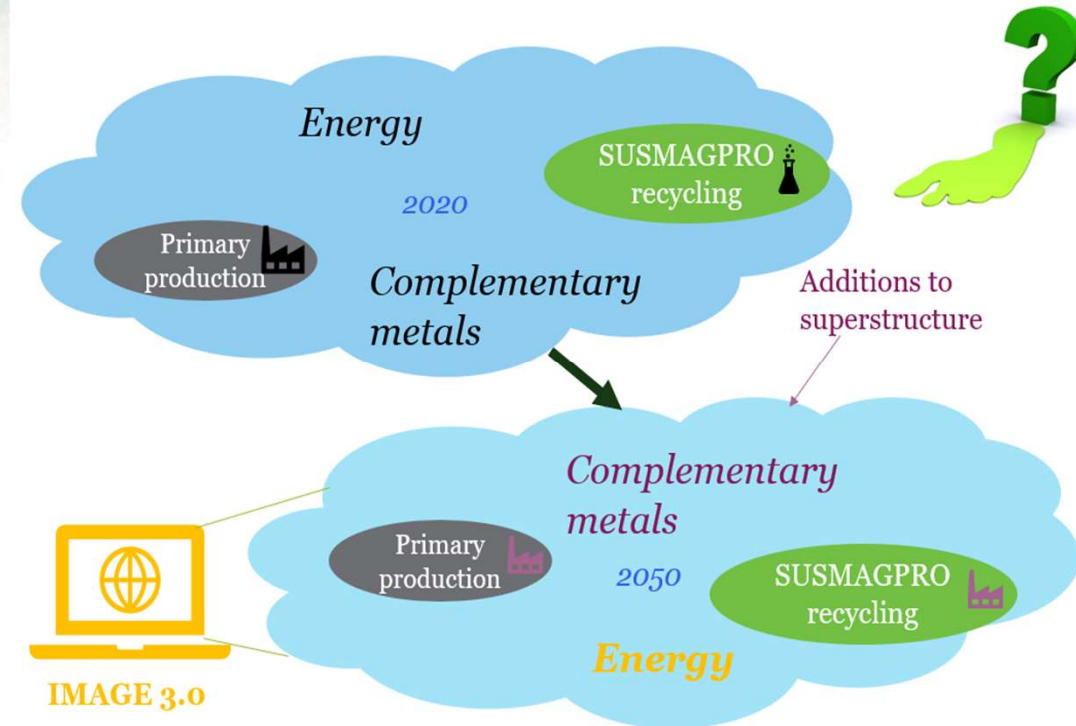 Energy
SUSMAGPRO
recycling
2020
Primary
production
Complementary
metals
Additions to
superstructure
Complementary
metals
Primary
production
2050
SUSMAGPRO
recycling
Energy
IMAGE 3.0